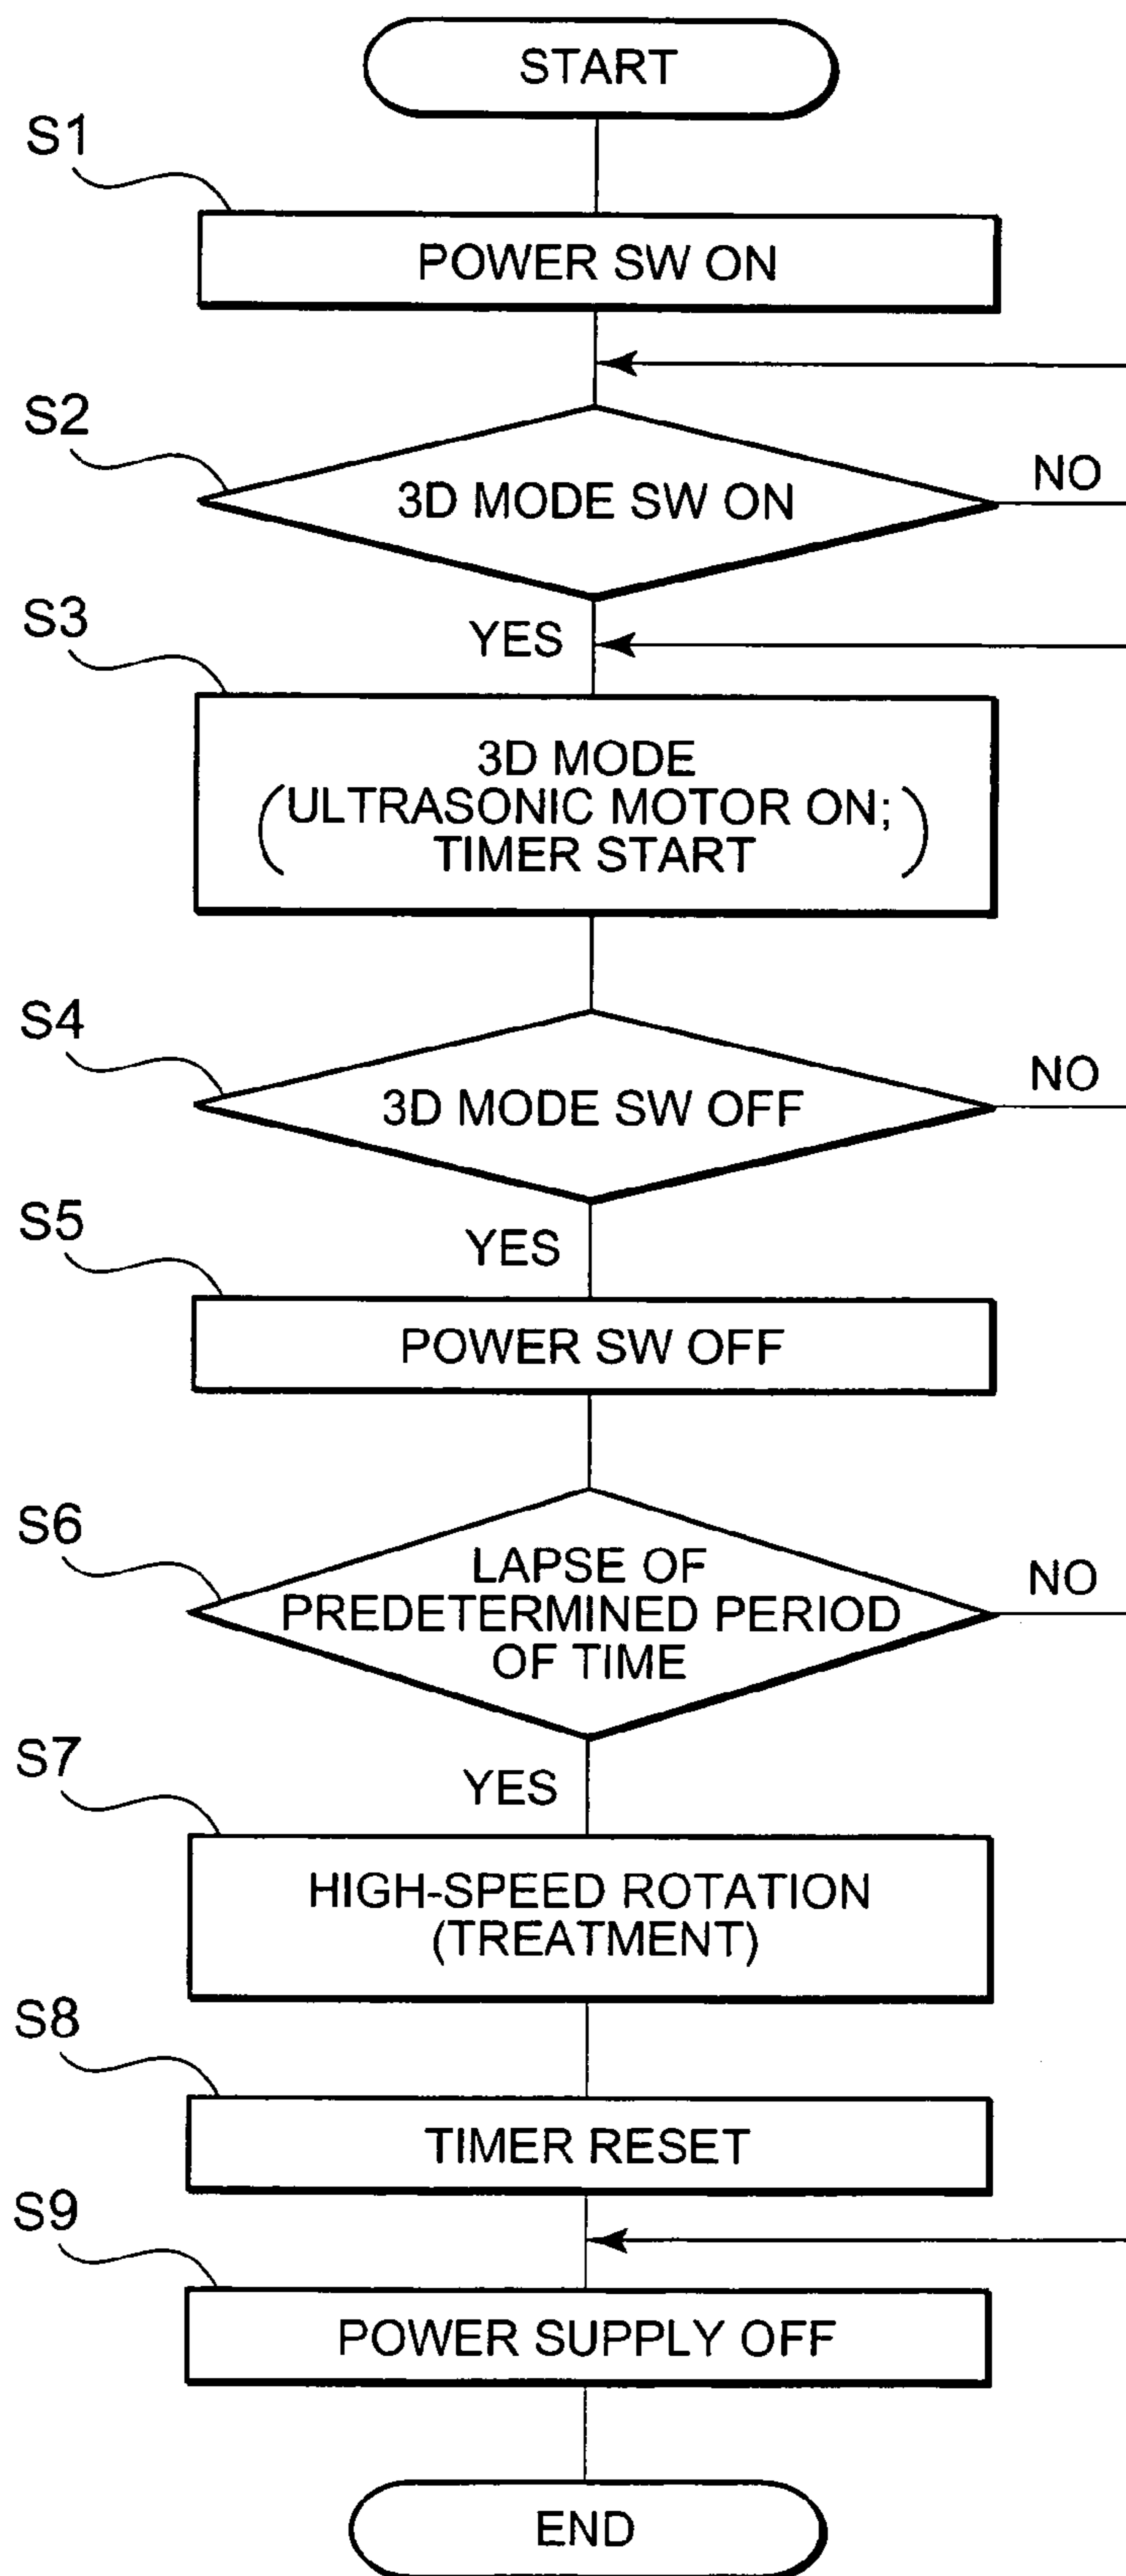 START
S1
POWER SW ON
S2
3D MODE SW ON
NO
YES
S3
3D MODE
(ULTRASONIC MOTOR ON;
TIMER START)
S4
3D MODE SW OFF
NO
YES
S5
POWER SW OFF
S6
LAPSE OF
PREDETERMINED PERIOD
OF TIME
NO
YES
S7
HIGH-SPEED ROTATION
(TREATMENT)
S8
TIMER RESET
S9
POWER SUPPLY OFF
END